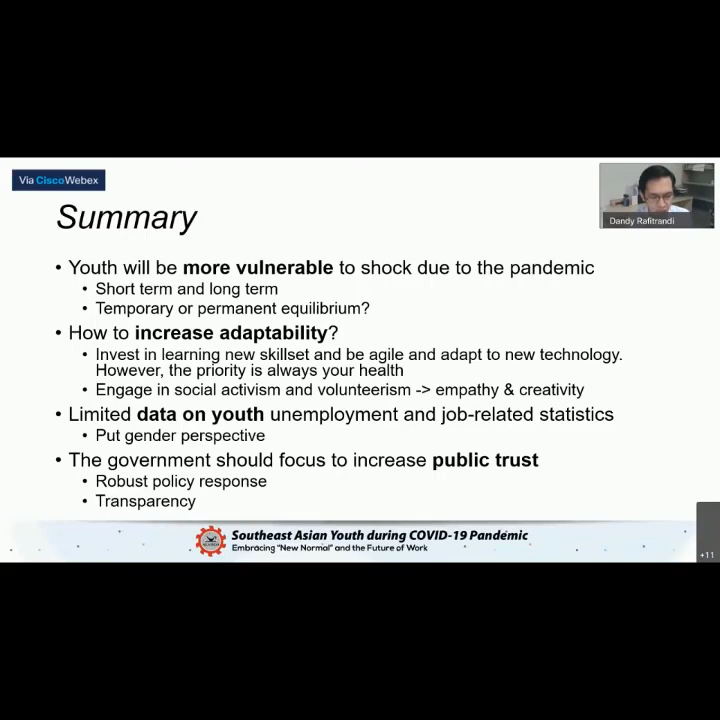 Via CiscoWebex
Dandy Rafitrandi
Summary
• Youth will be more vulnerable to shock due to the pandemic
• Short term and long term
• Temporary or permanent equilibrium?
• How to increase adaptability?
• Invest in learning new skillset and be agile and adapt to new technology.
However, the priority is always your health
• Engage in social activism and volunteerism -> empathy & creativity
• Limited data on youth unemployment and job-related statistics
• Put gender perspective
• The government should focus to increase public trust
• Robust policy response
• Transparency
Southeast Asian Youth during COVID-19 Pandemic
Embracing "New Normal" and the Future of Work
+11